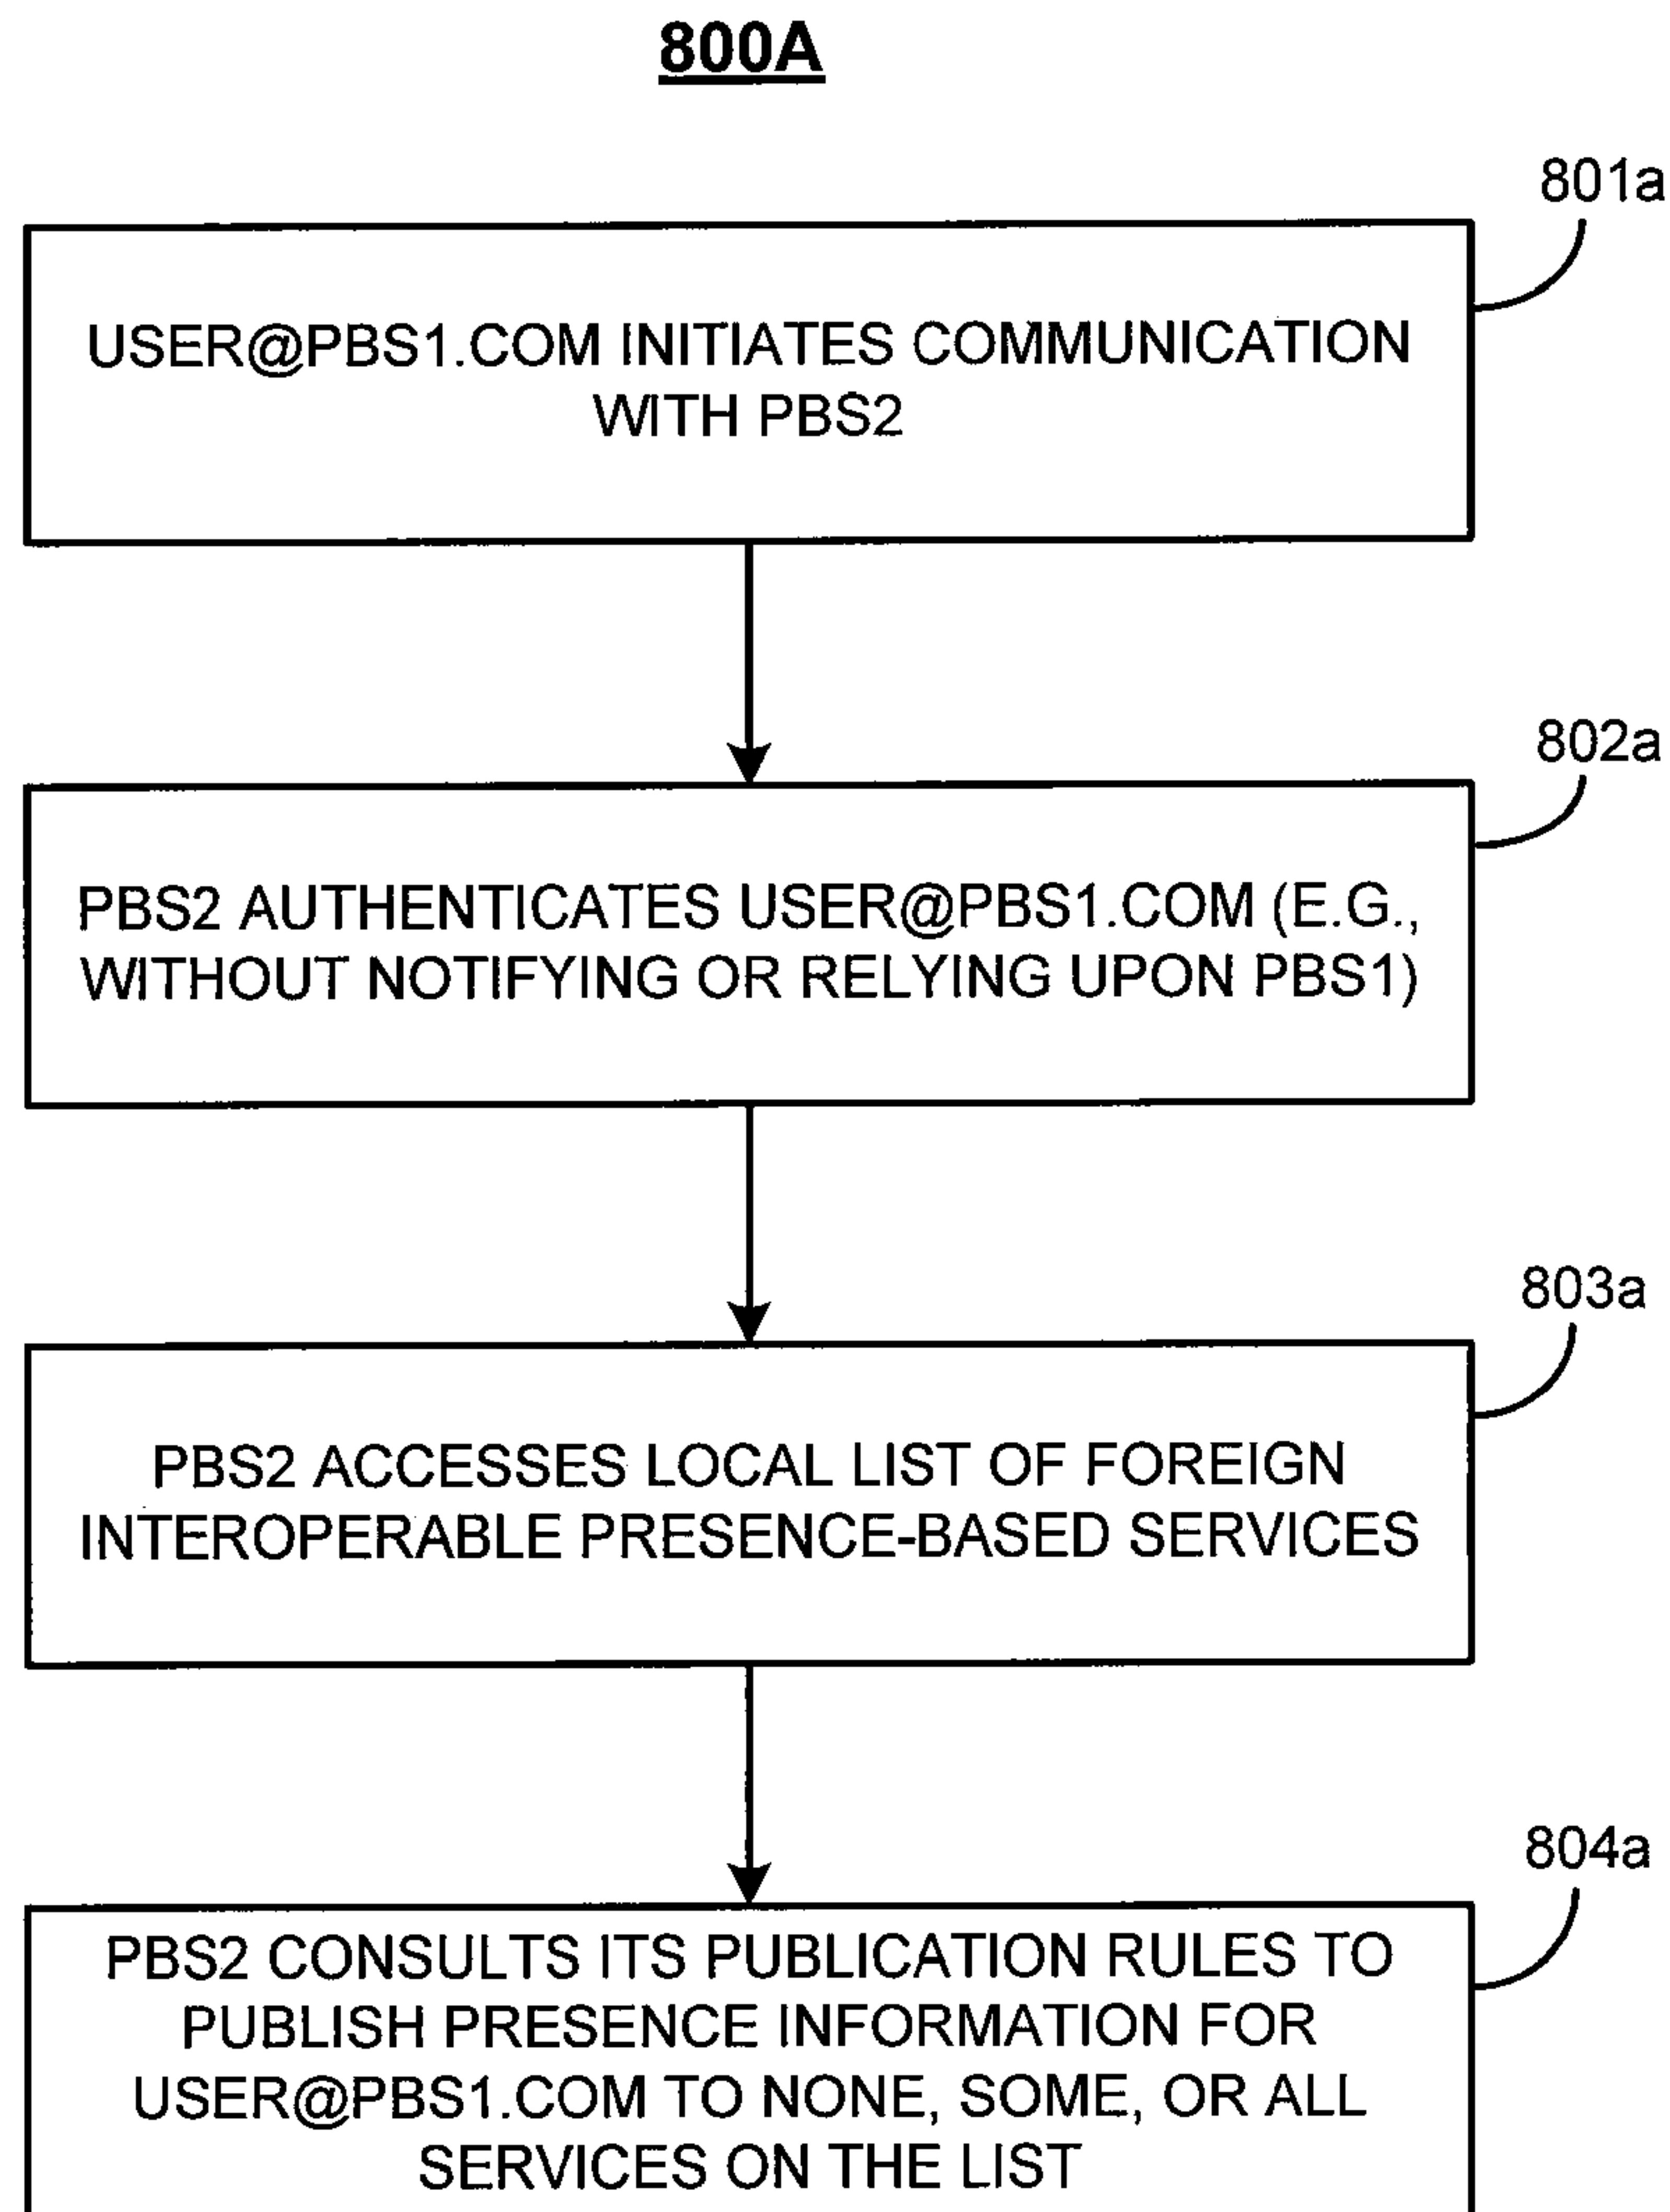 800A
801a
USER@PBS1.COM INITIATES COMMUNICATION
WITH PBS2
802a
PBS2 AUTHENTICATES USER@PBS1.COM (E.G.,
WITHOUT NOTIFYING OR RELYING UPON PBS1)
803a
PBS2 ACCESSES LOCAL LIST OF FOREIGN
INTEROPERABLE PRESENCE-BASED SERVICES
804a
PBS2 CONSULTS ITS PUBLICATION RULES TO
PUBLISH PRESENCE INFORMATION FOR
USER@PBS1.COM TO NONE, SOME, OR ALL
SERVICES ON THE LIST